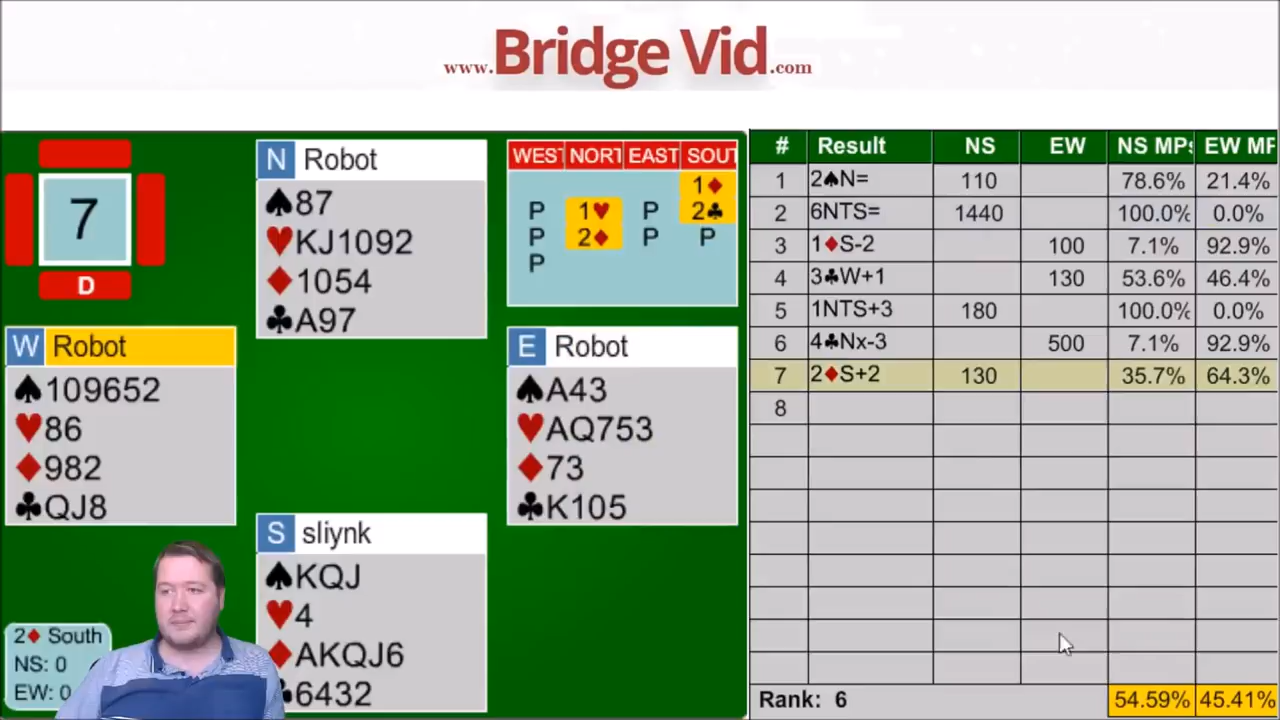 www.Bridge Vid.com
7
D
N Robot
♠87
♥KJ1092
♦1054
♣A97
WEST NORT EAST SOUT
1♦
P 1♥ P 2♣
P 2♦ P P
P
W Robot
♠109652
♥86
♦982
♣QJ8
E Robot
♠A43
♥AQ753
♦73
♣K105
S sliynk
♠KQJ
♥4
♦AKQJ6
♣6432
2♦ South
NS: 0
EW: 0
# Result NS EW NS MPs EW MP
1 2♠N= 110 78.6% 21.4%
2 6NTS= 1440 100.0% 0.0%
3 1♦S-2 100 7.1% 92.9%
4 3♣W+1 130 53.6% 46.4%
5 1NTS+3 180 100.0% 0.0%
6 4♣Nx-3 500 7.1% 92.9%
7 2♦S+2 130 35.7% 64.3%
8
Rank: 6 54.59% 45.41%